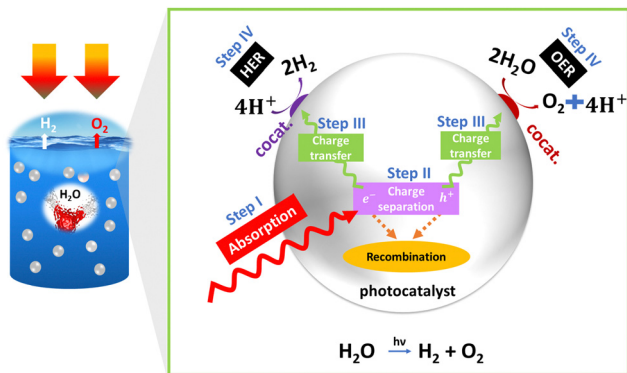 H₂ O₂
H₂O
Step IV
HER
2H₂
4H⁺
cocat.
Step III
Charge
transfer
Step IV
OER
2H₂O
O₂ + 4H⁺
cocat.
Step III
Charge
transfer
Step II
e⁻ Charge h⁺
separation
Step I
Absorption
Recombination
photocatalyst
H₂O hν→ H₂ + O₂